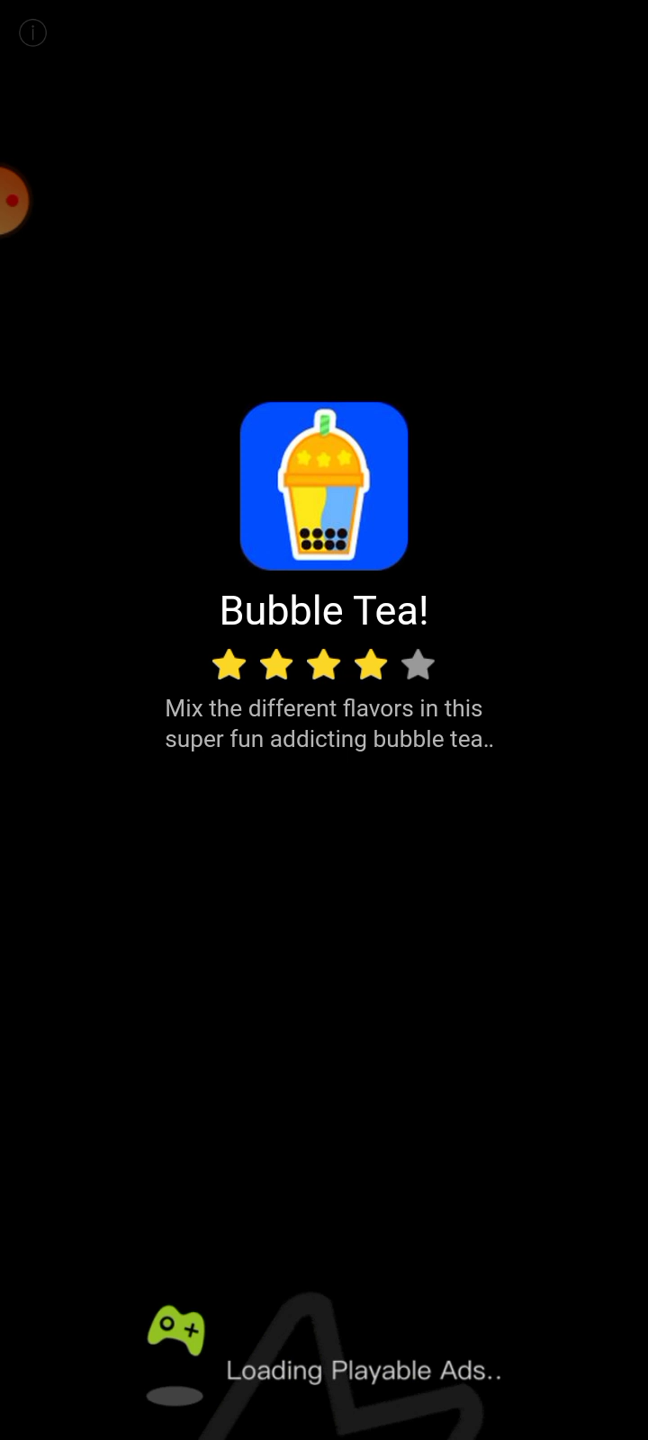 Bubble Tea!
Mix the different flavors in this
super fun addicting bubble tea..
Loading Playable Ads..